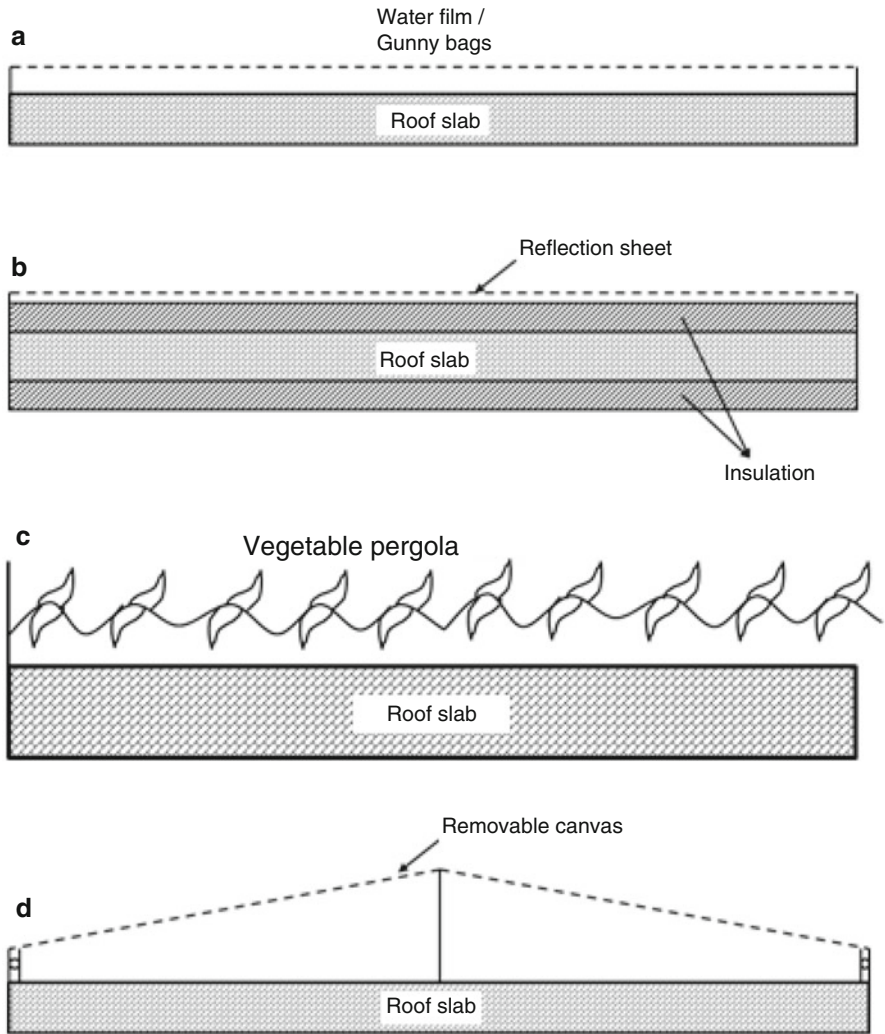 a
Water film /
Gunny bags
Roof slab
b
Reflection sheet
Roof slab
Insulation
c
Vegetable pergola
Roof slab
Removable canvas
d
Roof slab